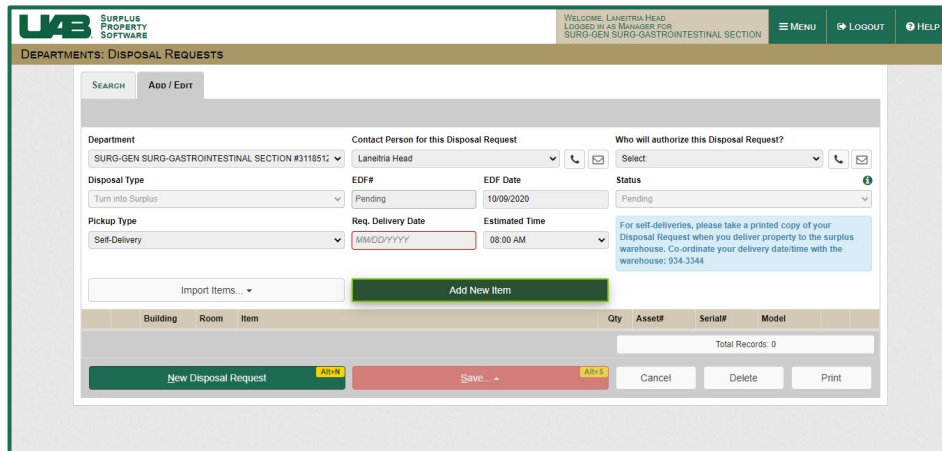 UAB SURPLUS PROPERTY SOFTWARE
WELCOME, LANEITRIA HEAD
LOGGED IN AS MANAGER FOR
SURG-GEN SURG-GASTROINTESTINAL SECTION
MENU LOGOUT HELP
DEPARTMENTS: DISPOSAL REQUESTS
SEARCH ADD / EDIT
Department Contact Person for this Disposal Request Who will authorize this Disposal Request?
SURG-GEN SURG-GASTROINTESTINAL SECTION #3118512 Laneitria Head Select:
Disposal Type EDF# EDF Date Status
Turn into Surplus Pending 10/09/2020 Pending
Pickup Type Req. Delivery Date Estimated Time
Self-Delivery MM/DD/YYYY 08:00 AM
For self-deliveries, please take a printed copy of your
Disposal Request when you deliver property to the surplus
warehouse. Co-ordinate your delivery date/time with the
warehouse: 934-3344
Import Items... Add New Item
Building Room Item Qty Asset# Serial# Model
Total Records: 0
New Disposal Request Alt+N Save... Alt+S Cancel Delete Print